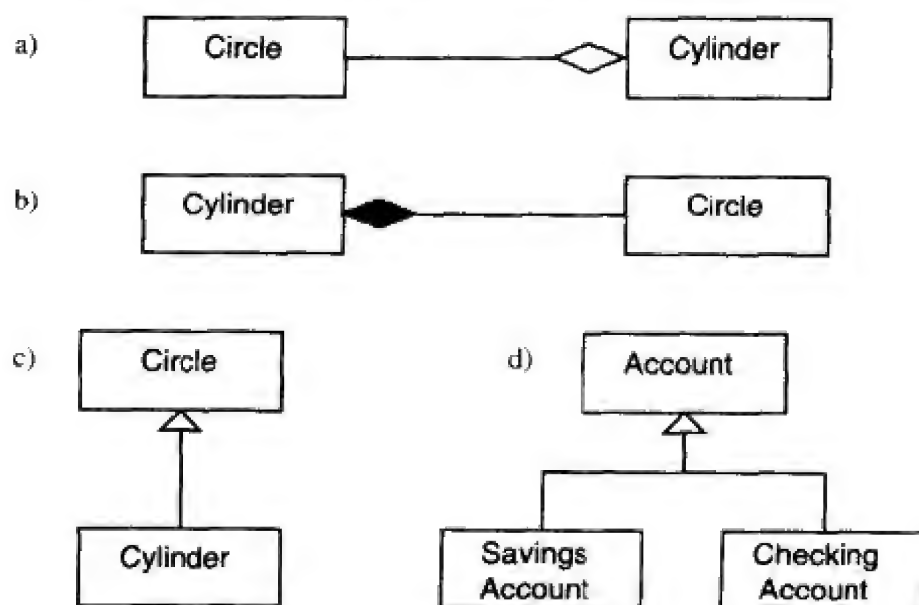 a)
Circle
Cylinder
b)
Cylinder
Circle
c)
Circle
Cylinder
d)
Account
Savings
Account
Checking
Account